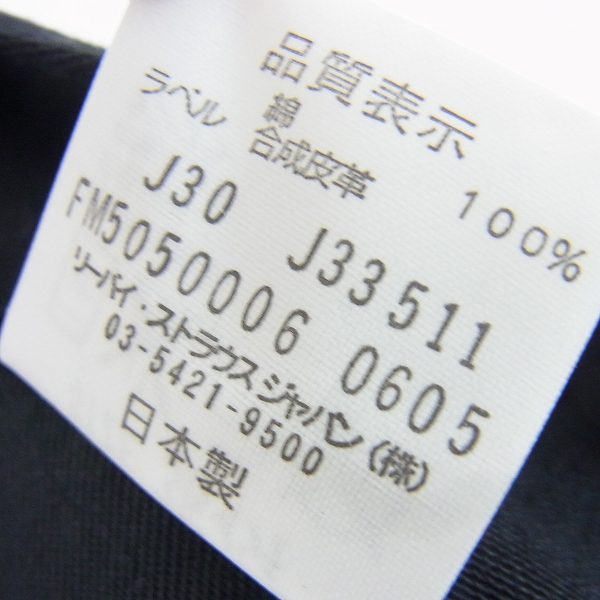 品質表示
綿 100%
ラベル 合成皮革
J30 J33511
FM5050006 0605
リーバイ・ストラウス ジャパン(株)
03-5421-9500
日本製